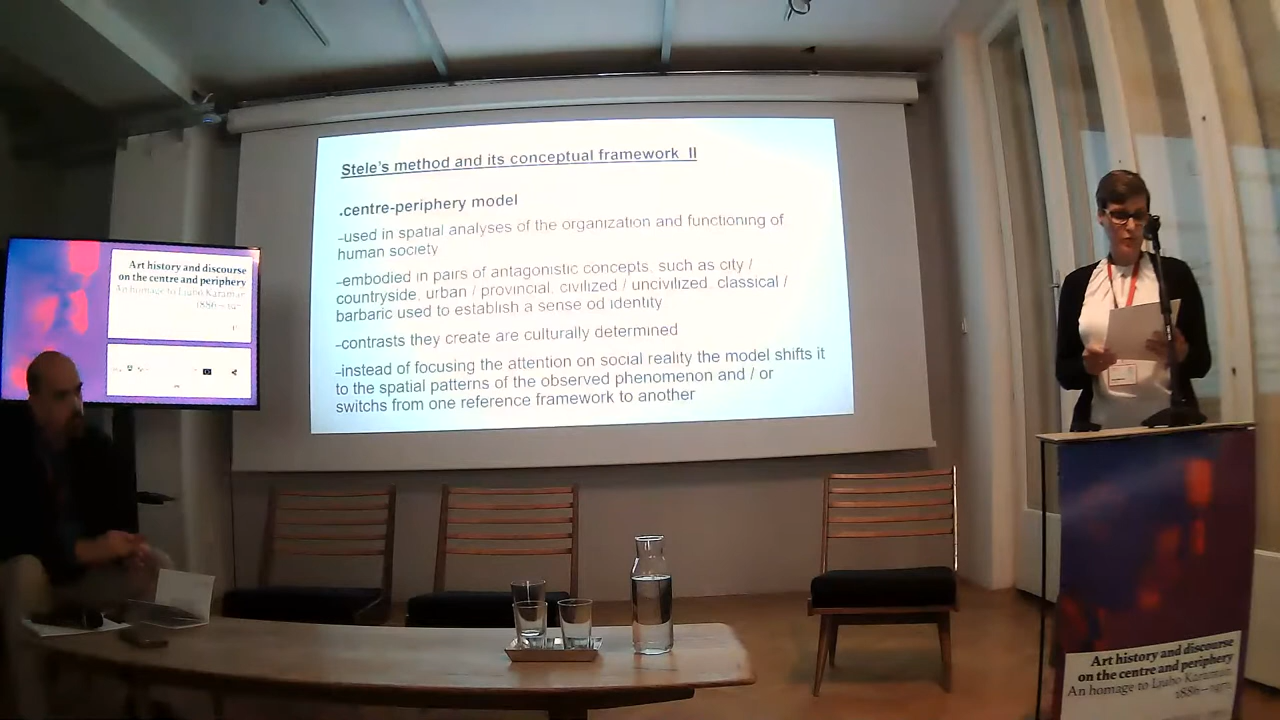 Stele's method and its conceptual framework II
.centre-periphery model
-used in spatial analyses of the organization and functioning of
human society
-embodied in pairs of antagonistic concepts, such as city /
countryside, urban / provincial, civilized / uncivilized, classical /
barbaric used to establish a sense od identity
-contrasts they create are culturally determined
-instead of focusing the attention on social reality the model shifts it
to the spatial patterns of the observed phenomenon and / or
switchs from one reference framework to another
Art history and discourse
on the centre and periphery
An homage to Ljubo Karaman
1886–1971
Art history and discourse
on the centre and periphery
An homage to Ljubo Karaman
1886–1971